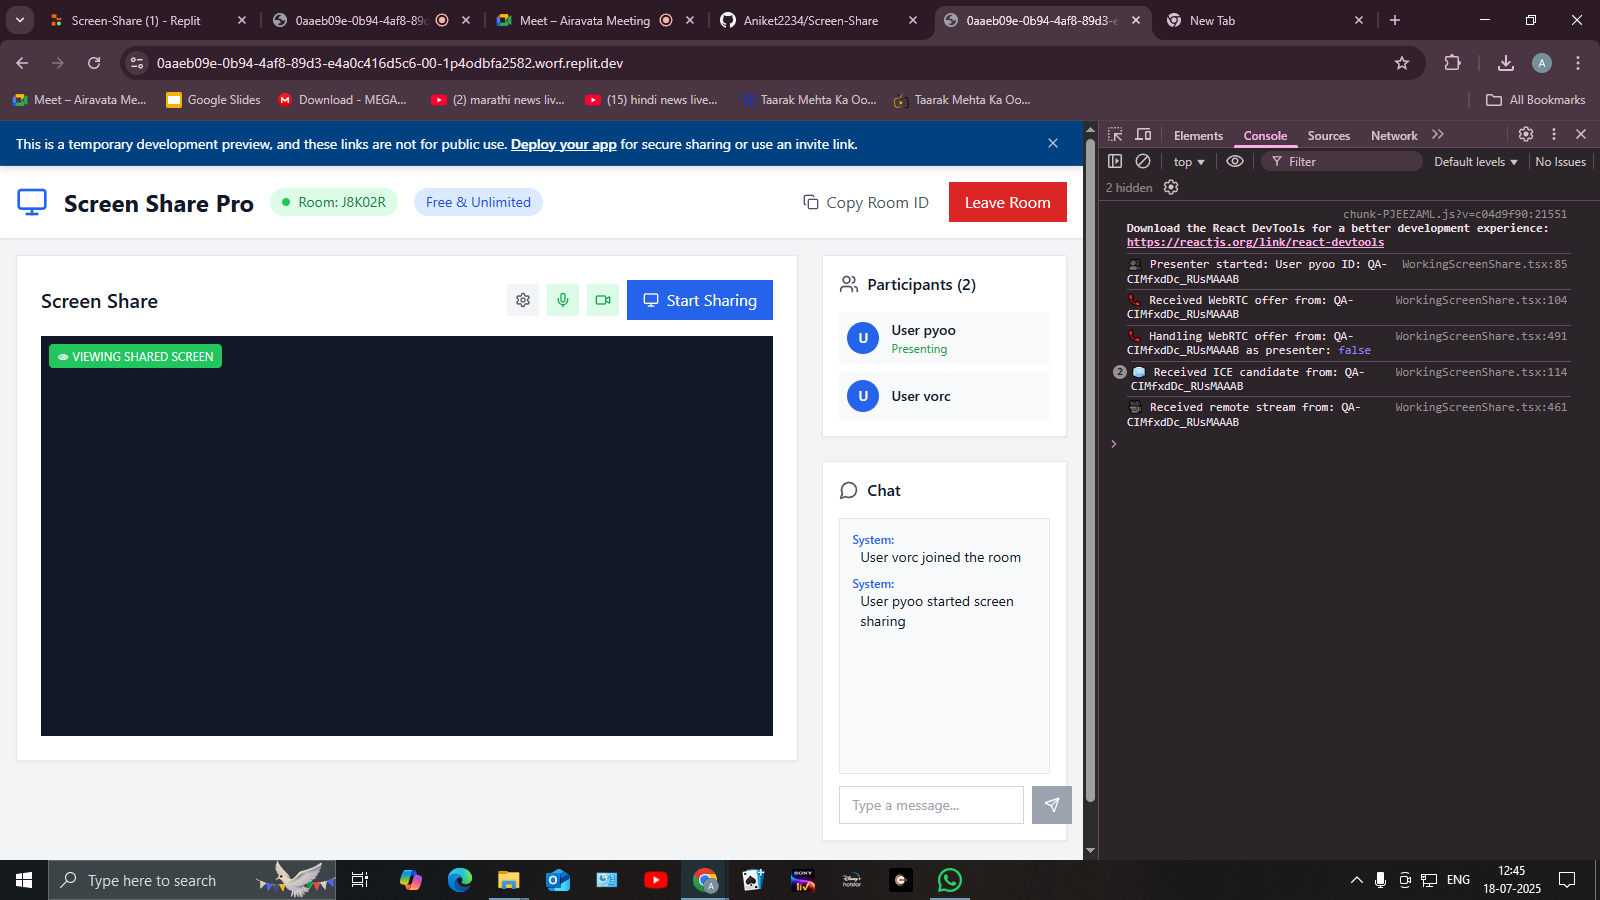 Screen-Share (1) - Replit
0aaeb09e-0b94-4af8-89d
Meet – Airavata Meeting
Aniket2234/Screen-Share
0aaeb09e-0b94-4af8-89d3-e
New Tab
0aaeb09e-0b94-4af8-89d3-e4a0c416d5c6-00-1p4odbfa2582.worf.replit.dev
A
Meet – Airavata Me...
Google Slides
Download - MEGA...
(2) marathi news liv...
(15) hindi news live...
Taarak Mehta Ka Oo...
Taarak Mehta Ka Oo...
All Bookmarks
This is a temporary development preview, and these links are not for public use. Deploy your app for secure sharing or use an invite link.
Screen Share Pro
Room: J8K02R
Free & Unlimited
Copy Room ID
Leave Room
Screen Share
Start Sharing
VIEWING SHARED SCREEN
Participants (2)
U
User pyoo
Presenting
U
User vorc
Chat
System:
User vorc joined the room
System:
User pyoo started screen
sharing
Type a message...
Elements
Console
Sources
Network
top
Filter
Default levels
No Issues
2 hidden
chunk-PJEEZAML.js?v=c04d9f90:21551
Download the React DevTools for a better development experience:
https://reactjs.org/link/react-devtools
Presenter started: User pyoo ID: QA- WorkingScreenShare.tsx:85
CIMfxdDc_RUsMAAAB
Received WebRTC offer from: QA- WorkingScreenShare.tsx:104
CIMfxdDc_RUsMAAAB
Handling WebRTC offer from: QA- WorkingScreenShare.tsx:491
CIMfxdDc_RUsMAAAB as presenter: false
2 Received ICE candidate from: QA- WorkingScreenShare.tsx:114
CIMfxdDc_RUsMAAAB
Received remote stream from: QA- WorkingScreenShare.tsx:461
CIMfxdDc_RUsMAAAB
Type here to search
ENG
12:45
18-07-2025